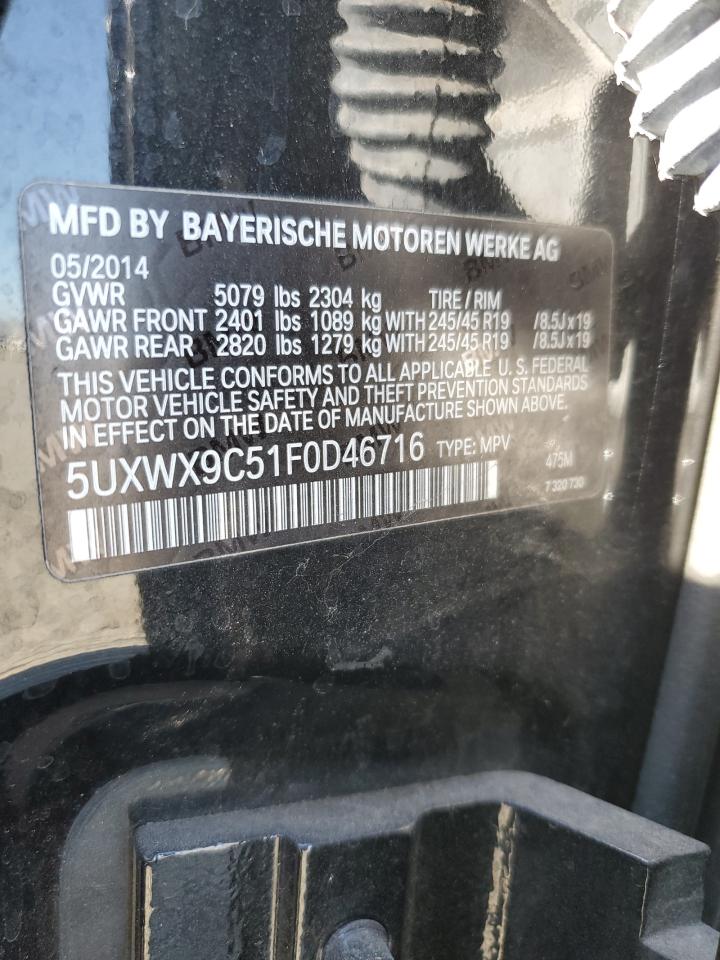 MFD BY BAYERISCHE MOTOREN WERKE AG
05/2014
GVWR 5079 lbs 2304 kg TIRE / RIM
GAWR FRONT 2401 lbs 1089 kg WITH 245/45 R19 /8.5J x 19
GAWR REAR 2820 lbs 1279 kg WITH 245/45 R19 /8.5J x 19
THIS VEHICLE CONFORMS TO ALL APPLICABLE U. S. FEDERAL
MOTOR VEHICLE SAFETY AND THEFT PREVENTION STANDARDS
IN EFFECT ON THE DATE OF MANUFACTURE SHOWN ABOVE.
5UXWX9C51F0D46716 TYPE: MPV 475M
7 320 730